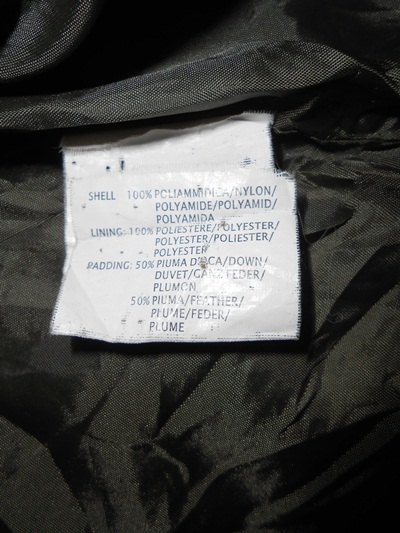 SHELL 100% POLIAMMIDICA/NYLON/
POLYAMIDE/POLYAMID/
POLYAMIDA
LINING: 100% POLIESTERE/POLYESTER/
POLYESTER/POLIESTER/
POLYESTER
PADDING: 50% PIUMA D'OCA/DOWN/
DUVET/GANZ FEDER/
PLUMON
50% PIUMA/FEATHER/
PLUME/FEDER/
PLUME